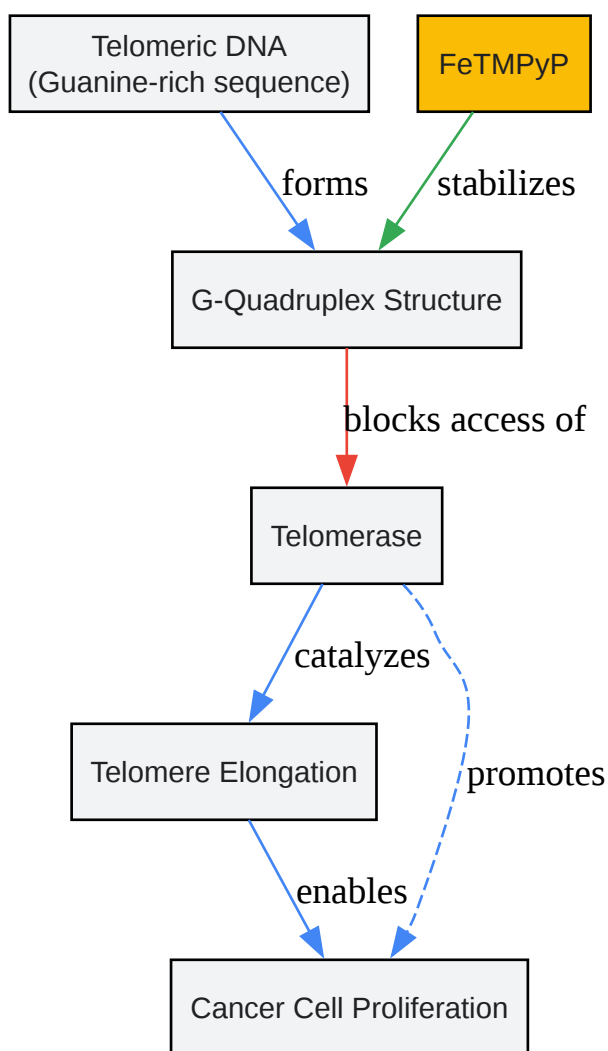 Telomeric DNA
(Guanine-rich sequence)
FeTMPyP
forms
stabilizes
G-Quadruplex Structure
blocks access of
Telomerase
catalyzes
Telomere Elongation
promotes
enables
Cancer Cell Proliferation